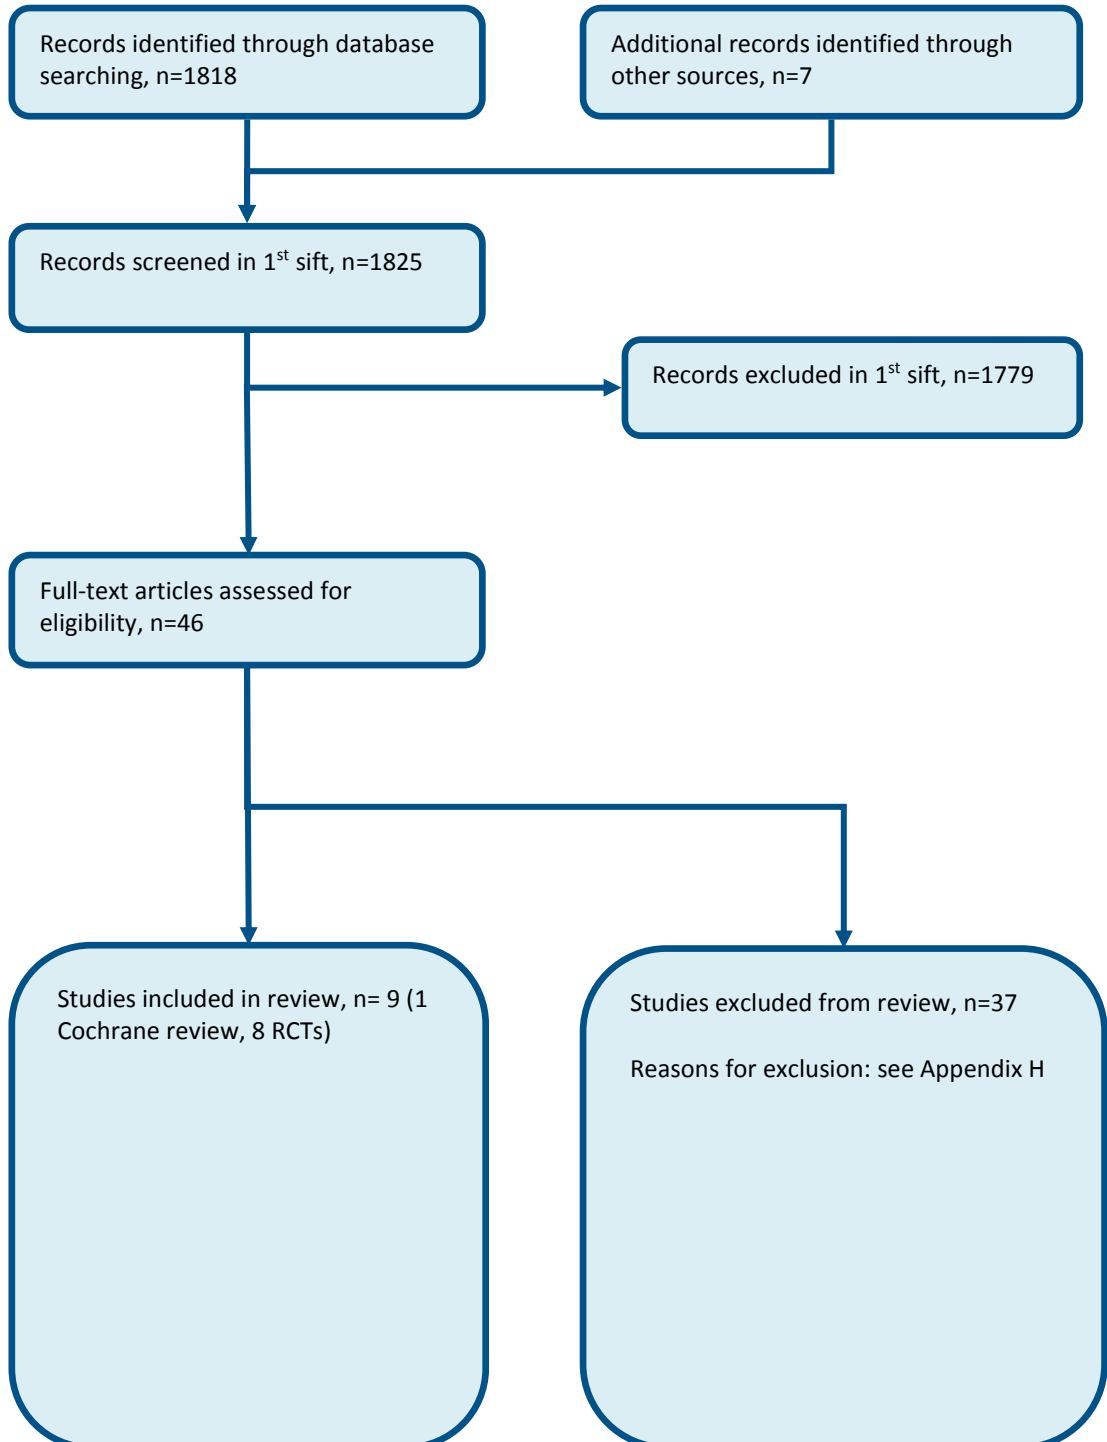 Records identified through database
searching, n=1818
Additional records identified through
other sources, n=7
Records screened in 1st sift, n=1825
Records excluded in 1st sift, n=1779
Full-text articles assessed for
eligibility, n=46
Studies included in review, n= 9 (1
Cochrane review, 8 RCTs)
Studies excluded from review, n=37
Reasons for exclusion: see Appendix H